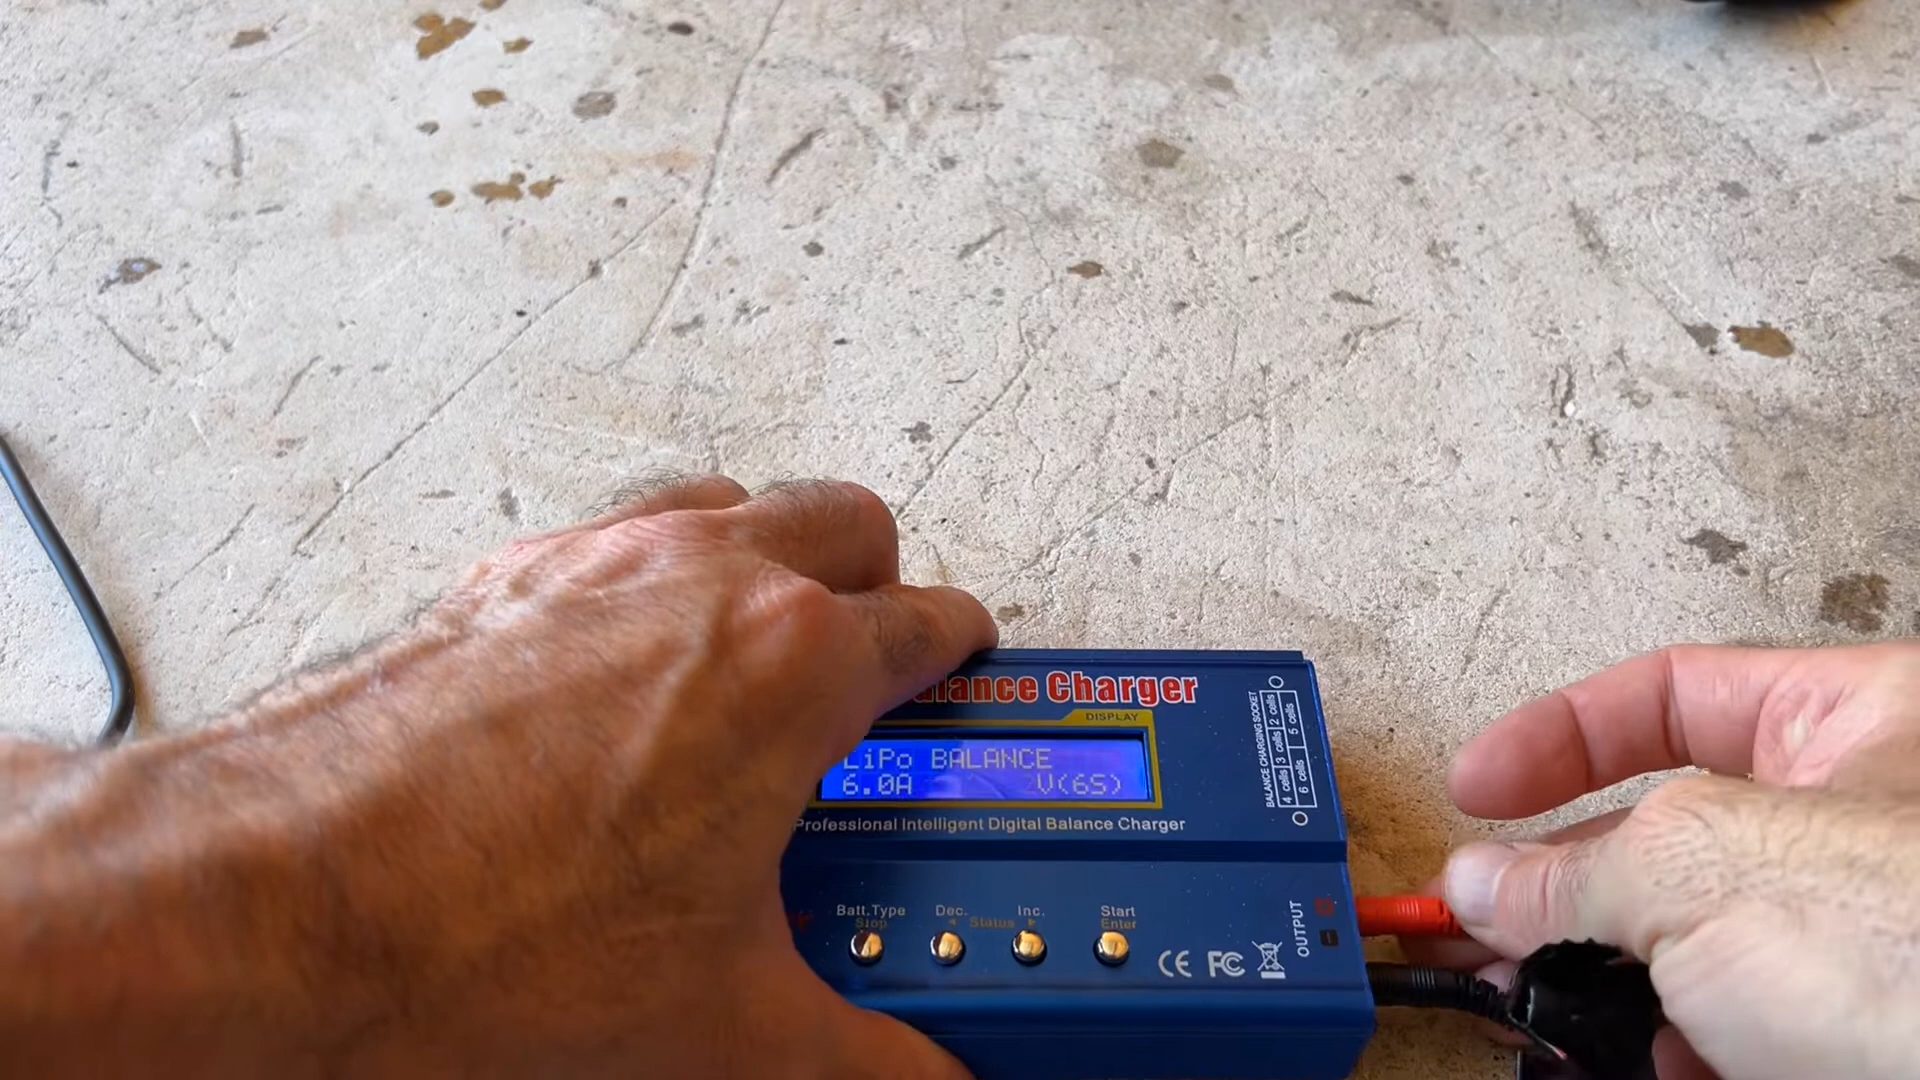 alance Charger
DISPLAY
LiPo BALANCE
6.0A V(6S)
Professional Intelligent Digital Balance Charger
BALANCE CHARGING SOCKET
4 cells 3 cells 2 cells
6 cells 5 cells
Batt.Type Dec. Inc. Start
Stop ◄ Status ► Enter
CE FC
OUTPUT
+
-